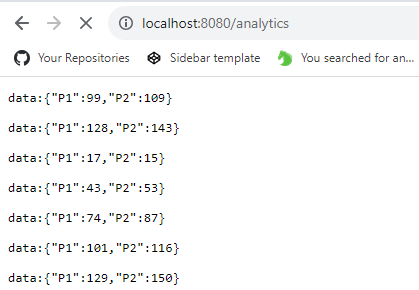 localhost:8080/analytics
Your Repositories Sidebar template You searched for an...
data:{"P1":99,"P2":109}
data:{"P1":128,"P2":143}
data:{"P1":17,"P2":15}
data:{"P1":43,"P2":53}
data:{"P1":74,"P2":87}
data:{"P1":101,"P2":116}
data:{"P1":129,"P2":150}